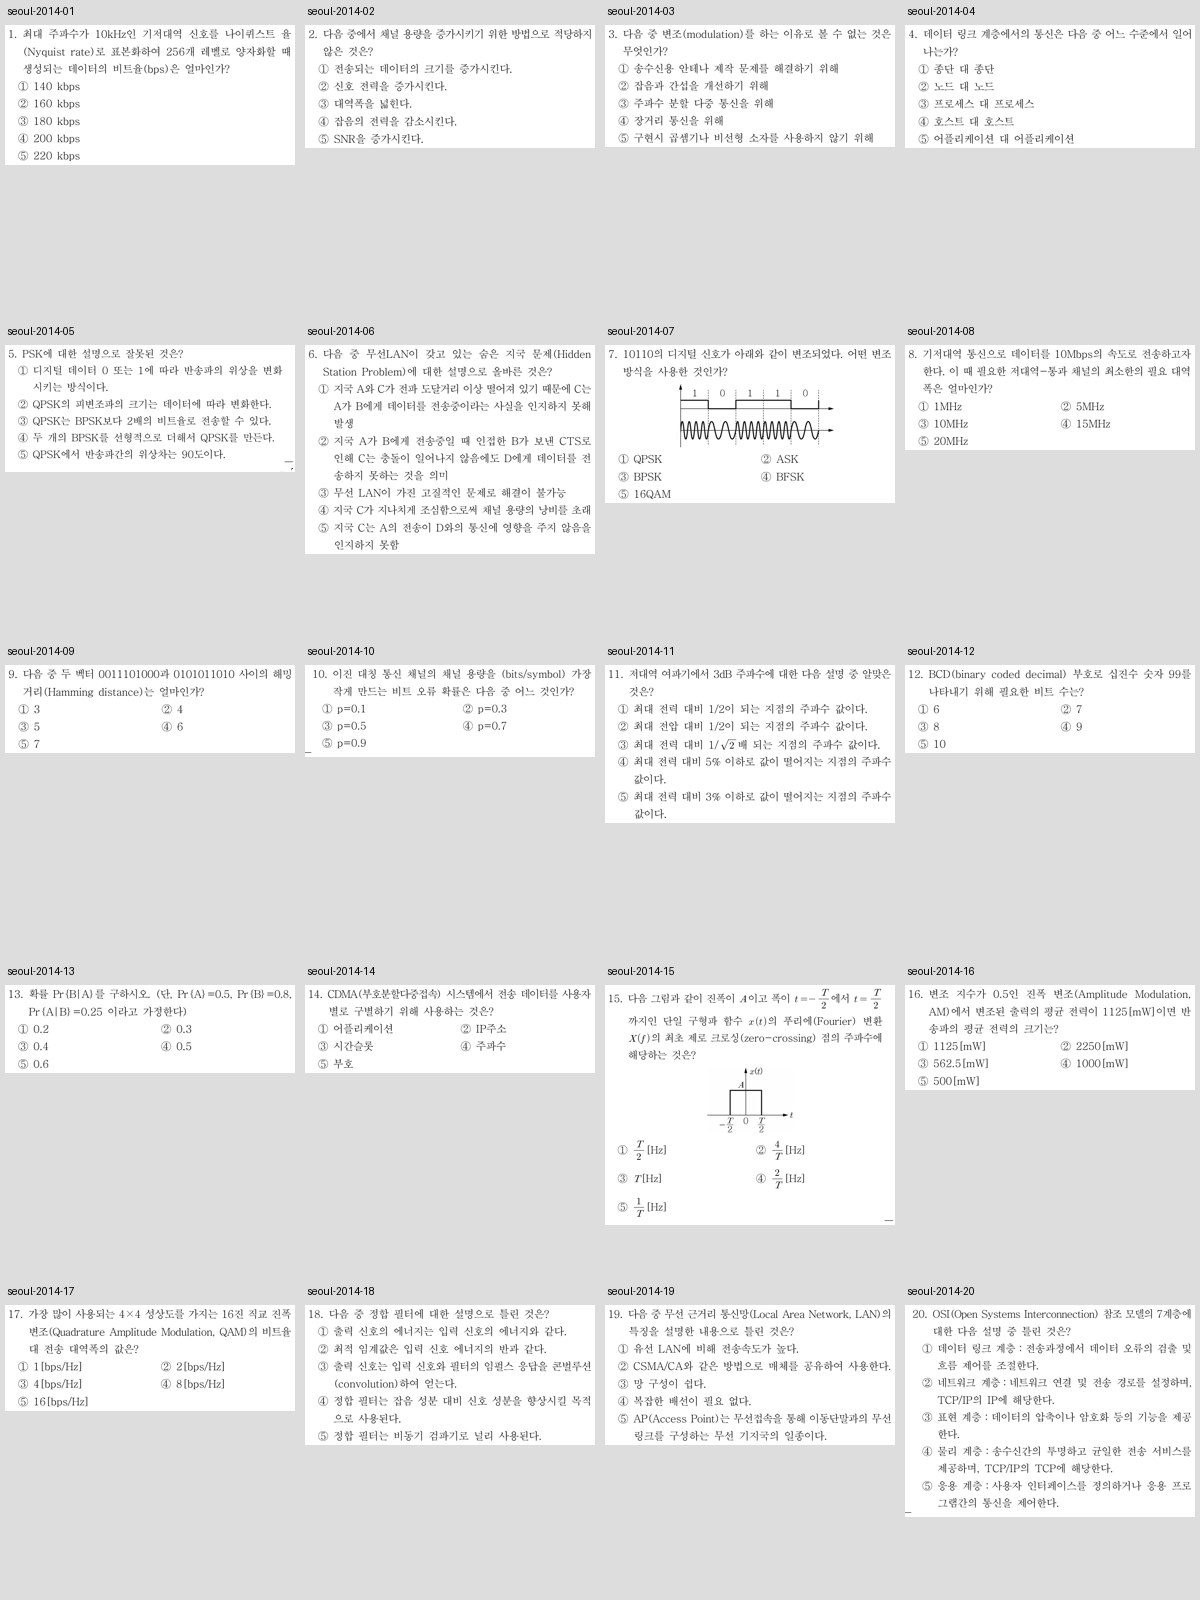 seoul-2014-01
1. 최대 주파수가 10kHz인 기저대역 신호를 나이퀴스트 율
(Nyquist rate)로 표본화하여 256개 레벨로 양자화할 때
생성되는 데이터의 비트율(bps)은 얼마인가?
① 140 kbps
② 160 kbps
③ 180 kbps
④ 200 kbps
⑤ 220 kbps
seoul-2014-02
2. 다음 중에서 채널 용량을 증가시키기 위한 방법으로 적당하지
않은 것은?
① 전송되는 데이터의 크기를 증가시킨다.
② 신호 전력을 증가시킨다.
③ 대역폭을 넓힌다.
④ 잡음의 전력을 감소시킨다.
⑤ SNR을 증가시킨다.
seoul-2014-03
3. 다음 중 변조(modulation)를 하는 이유로 볼 수 없는 것은
무엇인가?
① 송수신용 안테나 제작 문제를 해결하기 위해
② 잡음과 간섭을 개선하기 위해
③ 주파수 분할 다중 통신을 위해
④ 장거리 통신을 위해
⑤ 구현시 곱셈기나 비선형 소자를 사용하지 않기 위해
seoul-2014-04
4. 데이터 링크 계층에서의 통신은 다음 중 어느 수준에서 일어
나는가?
① 종단 대 종단
② 노드 대 노드
③ 프로세스 대 프로세스
④ 호스트 대 호스트
⑤ 어플리케이션 대 어플리케이션
seoul-2014-05
5. PSK에 대한 설명으로 잘못된 것은?
① 디지털 데이터 0 또는 1에 따라 반송파의 위상을 변화
시키는 방식이다.
② QPSK의 피변조파의 크기는 데이터에 따라 변화한다.
③ QPSK는 BPSK보다 2배의 비트율로 전송할 수 있다.
④ 두 개의 BPSK를 선형적으로 더해서 QPSK를 만든다.
⑤ QPSK에서 반송파간의 위상차는 90도이다.
seoul-2014-06
6. 다음 중 무선LAN이 갖고 있는 숨은 지국 문제(Hidden
Station Problem)에 대한 설명으로 올바른 것은?
① 지국 A와 C가 전파 도달거리 이상 떨어져 있기 때문에 C는
A가 B에게 데이터를 전송중이라는 사실을 인지하지 못해
발생
② 지국 A가 B에게 전송중일 때 인접한 B가 보낸 CTS로
인해 C는 충돌이 일어나지 않음에도 D에게 데이터를 전
송하지 못하는 것을 의미
③ 무선 LAN이 가진 고질적인 문제로 해결이 불가능
④ 지국 C가 지나치게 조심함으로써 채널 용량의 낭비를 초래
⑤ 지국 C는 A의 전송이 D와의 통신에 영향을 주지 않음을
인지하지 못함
seoul-2014-07
7. 10110의 디지털 신호가 아래와 같이 변조되었다. 어떤 변조
방식을 사용한 것인가?
1 0 1 1 0
① QPSK ② ASK
③ BPSK ④ BFSK
⑤ 16QAM
seoul-2014-08
8. 기저대역 통신으로 데이터를 10Mbps의 속도로 전송하고자
한다. 이 때 필요한 저대역-통과 채널의 최소한의 필요 대역
폭은 얼마인가?
① 1MHz ② 5MHz
③ 10MHz ④ 15MHz
⑤ 20MHz
seoul-2014-09
9. 다음 중 두 벡터 0011101000과 0101011010 사이의 해밍
거리(Hamming distance)는 얼마인가?
① 3 ② 4
③ 5 ④ 6
⑤ 7
seoul-2014-10
10. 이진 대칭 통신 채널의 채널 용량을 (bits/symbol) 가장
작게 만드는 비트 오류 확률은 다음 중 어느 것인가?
① p=0.1 ② p=0.3
③ p=0.5 ④ p=0.7
⑤ p=0.9
seoul-2014-11
11. 저대역 여파기에서 3dB 주파수에 대한 다음 설명 중 알맞은
것은?
① 최대 전력 대비 1/2이 되는 지점의 주파수 값이다.
② 최대 전압 대비 1/2이 되는 지점의 주파수 값이다.
③ 최대 전력 대비 1/√2 배 되는 지점의 주파수 값이다.
④ 최대 전력 대비 5% 이하로 값이 떨어지는 지점의 주파수
값이다.
⑤ 최대 전력 대비 3% 이하로 값이 떨어지는 지점의 주파수
값이다.
seoul-2014-12
12. BCD(binary coded decimal) 부호로 십진수 숫자 99를
나타내기 위해 필요한 비트 수는?
① 6 ② 7
③ 8 ④ 9
⑤ 10
seoul-2014-13
13. 확률 Pr{B|A}를 구하시오. (단, Pr{A}=0.5, Pr{B}=0.8,
Pr{A|B}=0.25 이라고 가정한다)
① 0.2 ② 0.3
③ 0.4 ④ 0.5
⑤ 0.6
seoul-2014-14
14. CDMA(부호분할다중접속) 시스템에서 전송 데이터를 사용자
별로 구별하기 위해 사용하는 것은?
① 어플리케이션 ② IP주소
③ 시간슬롯 ④ 주파수
⑤ 부호
seoul-2014-15
15. 다음 그림과 같이 진폭이 A이고 폭이 t=-T/2에서 t=T/2
까지인 단일 구형과 함수 x(t)의 푸리에(Fourier) 변환
X(f)의 최초 제로 크로싱(zero-crossing) 점의 주파수에
해당하는 것은?
x(t)
A
-T/2 0 T/2 t
① T/2 [Hz] ② 4/T [Hz]
③ T[Hz] ④ 2/T [Hz]
⑤ 1/T [Hz]
seoul-2014-16
16. 변조 지수가 0.5인 진폭 변조(Amplitude Modulation,
AM)에서 변조된 출력의 평균 전력이 1125[mW]이면 반
송파의 평균 전력의 크기는?
① 1125[mW] ② 2250[mW]
③ 562.5[mW] ④ 1000[mW]
⑤ 500[mW]
seoul-2014-17
17. 가장 많이 사용되는 4×4 성상도를 가지는 16진 직교 진폭
변조(Quadrature Amplitude Modulation, QAM)의 비트율
대 전송 대역폭의 값은?
① 1[bps/Hz] ② 2[bps/Hz]
③ 4[bps/Hz] ④ 8[bps/Hz]
⑤ 16[bps/Hz]
seoul-2014-18
18. 다음 중 정합 필터에 대한 설명으로 틀린 것은?
① 출력 신호의 에너지는 입력 신호의 에너지와 같다.
② 최적 임계값은 입력 신호 에너지의 반과 같다.
③ 출력 신호는 입력 신호와 필터의 임펄스 응답을 콘벌루션
(convolution)하여 얻는다.
④ 정합 필터는 잡음 성분 대비 신호 성분을 향상시킬 목적
으로 사용된다.
⑤ 정합 필터는 비동기 검파기로 널리 사용된다.
seoul-2014-19
19. 다음 중 무선 근거리 통신망(Local Area Network, LAN)의
특징을 설명한 내용으로 틀린 것은?
① 유선 LAN에 비해 전송속도가 높다.
② CSMA/CA와 같은 방법으로 매체를 공유하여 사용한다.
③ 망 구성이 쉽다.
④ 복잡한 배선이 필요 없다.
⑤ AP(Access Point)는 무선접속을 통해 이동단말과의 무선
링크를 구성하는 무선 기지국의 일종이다.
seoul-2014-20
20. OSI(Open Systems Interconnection) 참조 모델의 7계층에
대한 다음 설명 중 틀린 것은?
① 데이터 링크 계층 : 전송과정에서 데이터 오류의 검출 및
흐름 제어를 조절한다.
② 네트워크 계층 : 네트워크 연결 및 전송 경로를 설정하며,
TCP/IP의 IP에 해당한다.
③ 표현 계층 : 데이터의 압축이나 암호화 등의 기능을 제공
한다.
④ 물리 계층 : 송수신간의 투명하고 균일한 전송 서비스를
제공하며, TCP/IP의 TCP에 해당한다.
⑤ 응용 계층 : 사용자 인터페이스를 정의하거나 응용 프로
그램간의 통신을 제어한다.